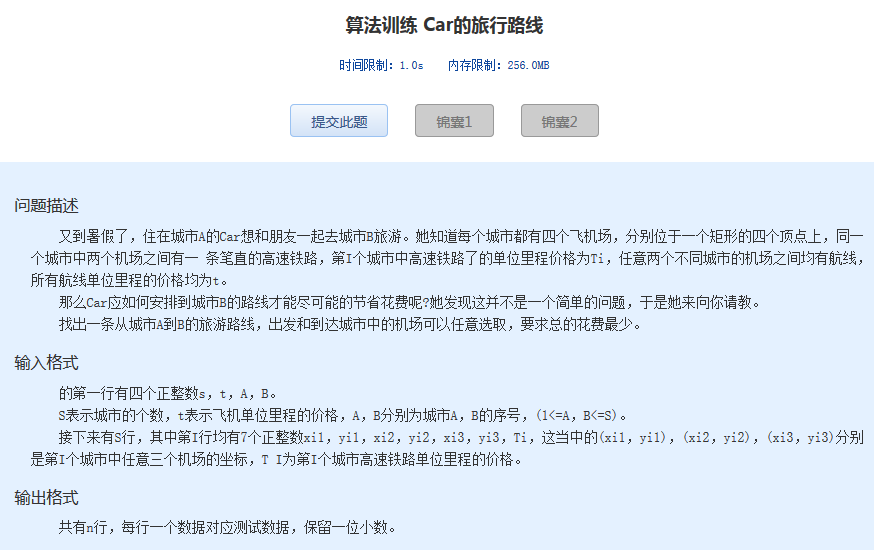 算法训练 Car的旅行路线
时间限制：1.0s 内存限制：256.0MB
提交此题 锦囊1 锦囊2
问题描述
又到暑假了，住在城市A的Car想和朋友一起去城市B旅游。她知道每个城市都有四个飞机场，分别位于一个矩形的四个顶点上，同一
个城市中两个机场之间有一 条笔直的高速铁路，第I个城市中高速铁路了的单位里程价格为Ti，任意两个不同城市的机场之间均有航线，
所有航线单位里程的价格均为t。
那么Car应如何安排到城市B的路线才能尽可能的节省花费呢?她发现这并不是一个简单的问题，于是她来向你请教。
找出一条从城市A到B的旅游路线，出发和到达城市中的机场可以任意选取，要求总的花费最少。
输入格式
的第一行有四个正整数s，t，A，B。
S表示城市的个数，t表示飞机单位里程的价格，A，B分别为城市A，B的序号，(1<=A，B<=S)。
接下来有S行，其中第I行均有7个正整数xi1，yi1，xi2，yi2，xi3，yi3，Ti，这当中的(xi1，yi1)，(xi2，yi2)，(xi3，yi3)分别
是第I个城市中任意三个机场的坐标，T I为第I个城市高速铁路单位里程的价格。
输出格式
共有n行，每行一个数据对应测试数据，保留一位小数。